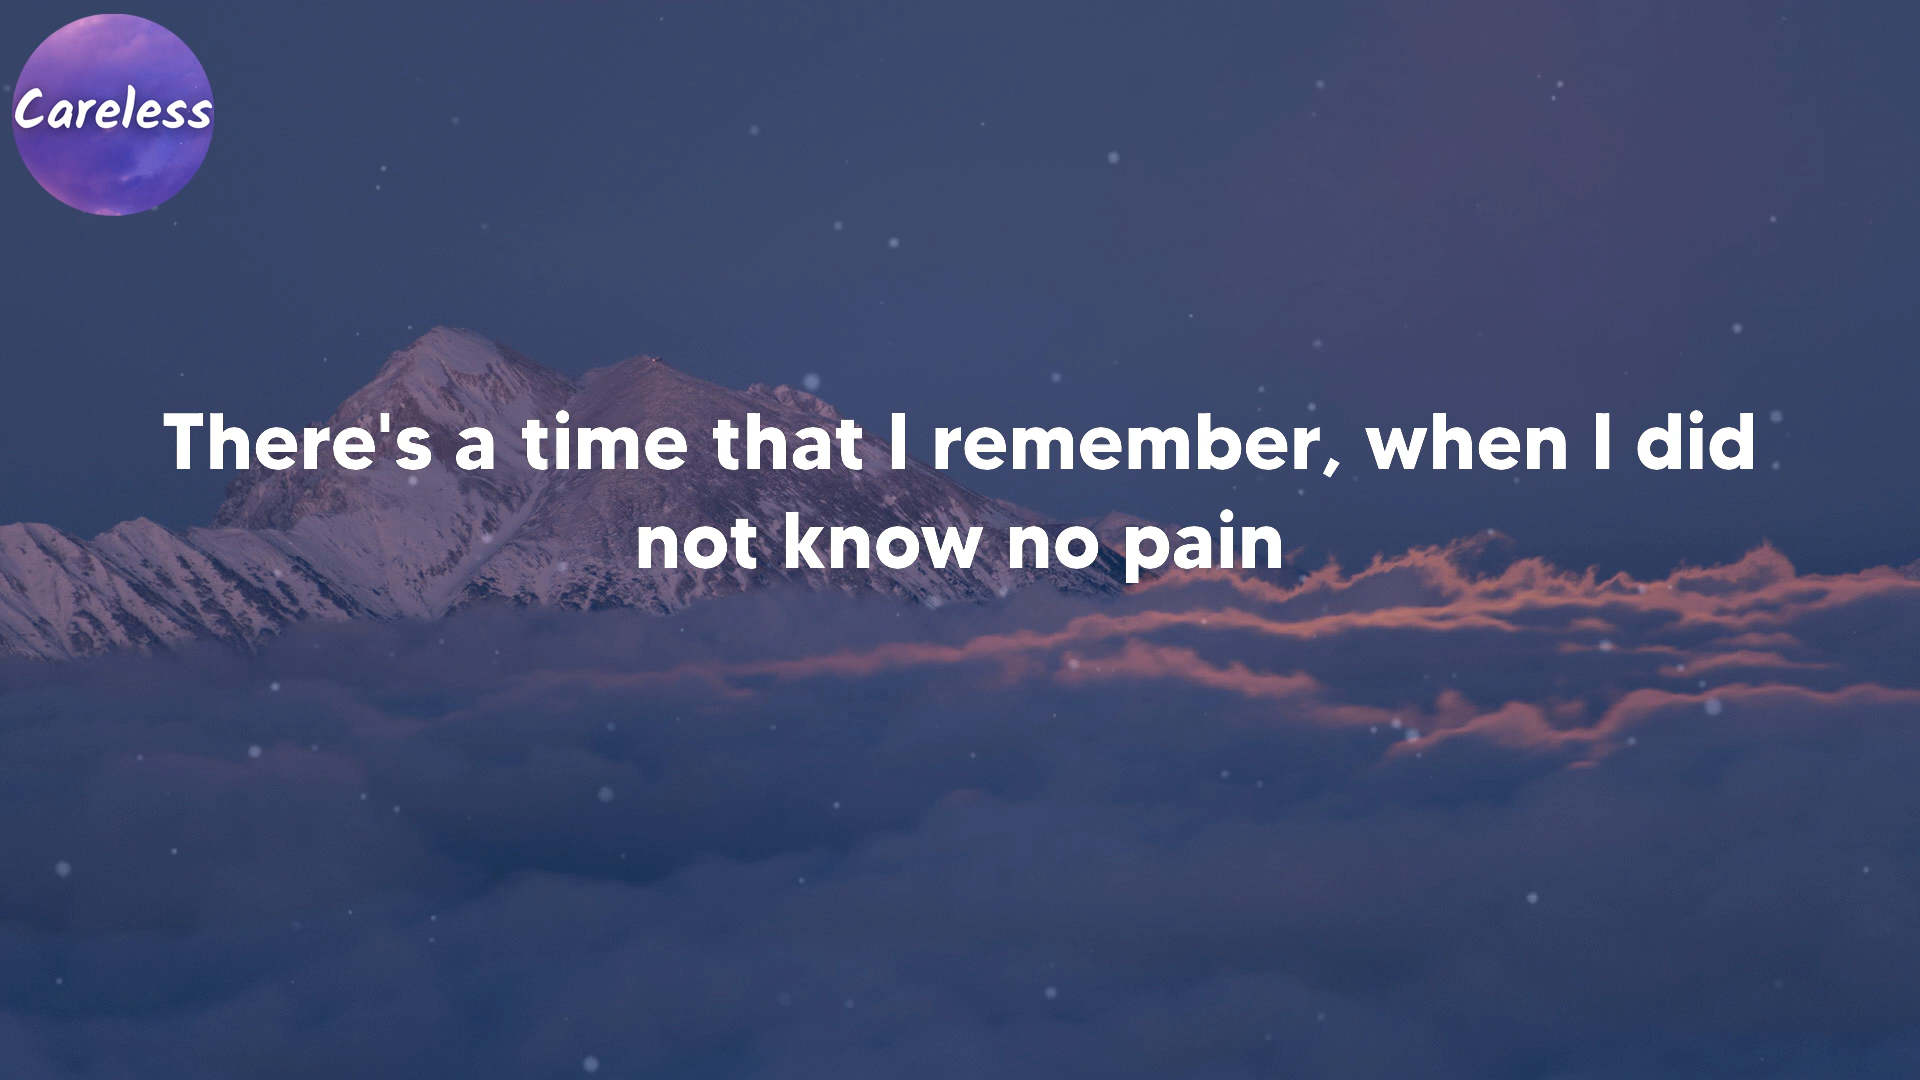 Careless
There's a time that I remember, when I did
not know no pain